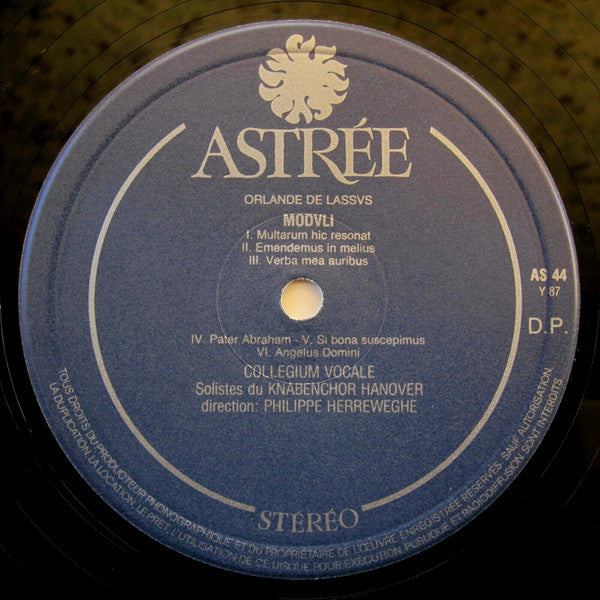 ASTRÉE
ORLANDE DE LASSVS
MODVLI
I. Multarum hic resonat
II. Emendemus in melius
III. Verba mea auribus
AS 44
Y 87
D.P.
IV. Pater Abraham - V. Si bona suscepimus
VI. Angelus Domini
COLLEGIUM VOCALE
Solistes du KNABENCHOR HANOVER
direction: PHILIPPE HERREWEGHE
STÉRÉO
TOUS DROITS DU PRODUCTEUR PHONOGRAPHIQUE ET DU PROPRIÉTAIRE DE L'ŒUVRE ENREGISTRÉE RÉSERVÉS. SAUF AUTORISATION,
LA DUPLICATION, LA LOCATION, LE PRÊT, L'UTILISATION DE CE DISQUE POUR EXÉCUTION PUBLIQUE ET RADIODIFFUSION SONT INTERDITS